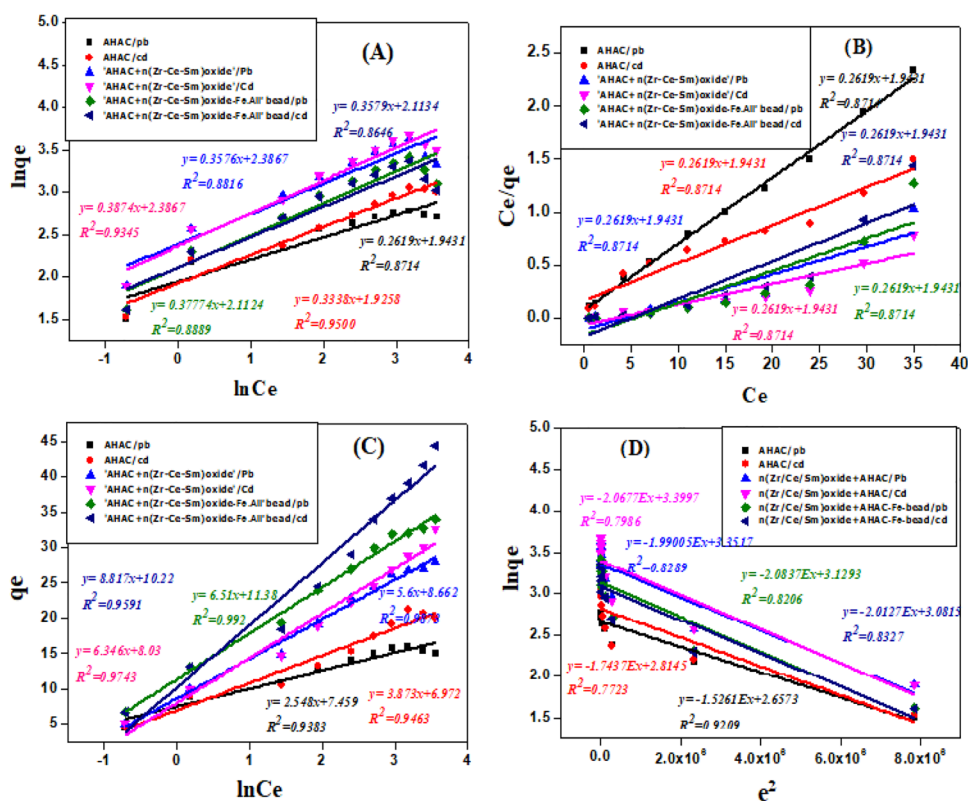 (A)
AHAC/pb
AHAC/cd
'AHAC+n(Zr-Ce-Sm)oxide'/Pb
'AHAC+n(Zr-Ce-Sm)oxide'/Cd
'AHAC+n(Zr-Ce-Sm)oxide-Fe.All' bead/pb
'AHAC+n(Zr-Ce-Sm)oxide-Fe.All' bead/cd
y= 0.3579x+2.1134
R²=0.8646
y= 0.3576x+2.3867
R²=0.8816
y= 0.3874x+2.3867
R²=0.9345
y= 0.2619x+1.9431
R²=0.8714
y= 0.37774x+2.1124
R²=0.8889
y= 0.3338x+1.9258
R²=0.9500
5.0
4.5
4.0
3.5
3.0
2.5
2.0
1.5
lnqe
-1 0 1 2 3 4
lnCe
(B)
AHAC/pb
AHAC/cd
'AHAC+n(Zr-Ce-Sm)oxide'/Pb
'AHAC+n(Zr-Ce-Sm)oxide'/Cd
'AHAC+n(Zr-Ce-Sm)oxide-Fe.All' bead/pb
'AHAC+n(Zr-Ce-Sm)oxide-Fe.All' bead/cd
y= 0.2619x+1.9431
R²=0.8714
y= 0.2619x+1.9431
R²=0.8714
y= 0.2619x+1.9431
R²=0.8714
y= 0.2619x+1.9431
R²=0.8714
y= 0.2619x+1.9431
R²=0.8714
y= 0.2619x+1.9431
R²=0.8714
2.5
2.0
1.5
1.0
0.5
0.0
Ce/qe
0 5 10 15 20 25 30 35 40
Ce
(C)
AHAC/pb
AHAC/cd
'AHAC+n(Zr-Ce-Sm)oxide'/Pb
'AHAC+n(Zr-Ce-Sm)oxide'/Cd
'AHAC+n(Zr-Ce-Sm)oxide-Fe.All' bead/pb
'AHAC+n(Zr-Ce-Sm)oxide-Fe.All' bead/cd
y= 8.817x+10.22
R²=0.9591
y= 6.51x+11.38
R²=0.992
y= 5.6x+8.662
y= 6.346x+8.03
R²=0.9743
y= 2.548x+7.459
R²=0.9383
y= 3.873x+6.972
R²=0.9463
45
35
25
15
5
qe
-1 0 1 2 3 4
lnCe
(D)
AHAC/Pb
AHAC/cd
n(Zr/Ce/Sm)oxide+AHAC/Pb
n(Zr/Ce/Sm)oxide+AHAC/Cd
n(Zr/Ce/Sm)oxide+AHAC-Fe-bead/pb
n(Zr/Ce/Sm)oxide+AHAC-Fe-bead/cd
y= -2.0677Ex+3.3997
R²=0.7986
y= -1.99005Ex+3.3517
R²=0.8289
y= -2.0837Ex+3.1293
R²=0.8206
y= -2.0127Ex+3.0815
R²=0.8327
y= -1.7437Ex+2.8145
R²=0.7723
y= -1.5261Ex+2.6573
R²=0.9209
5.0
4.5
4.0
3.5
3.0
2.5
2.0
1.5
lnqe
0.0 2.0x10⁶ 4.0x10⁶ 6.0x10⁶ 8.0x10⁶
e²